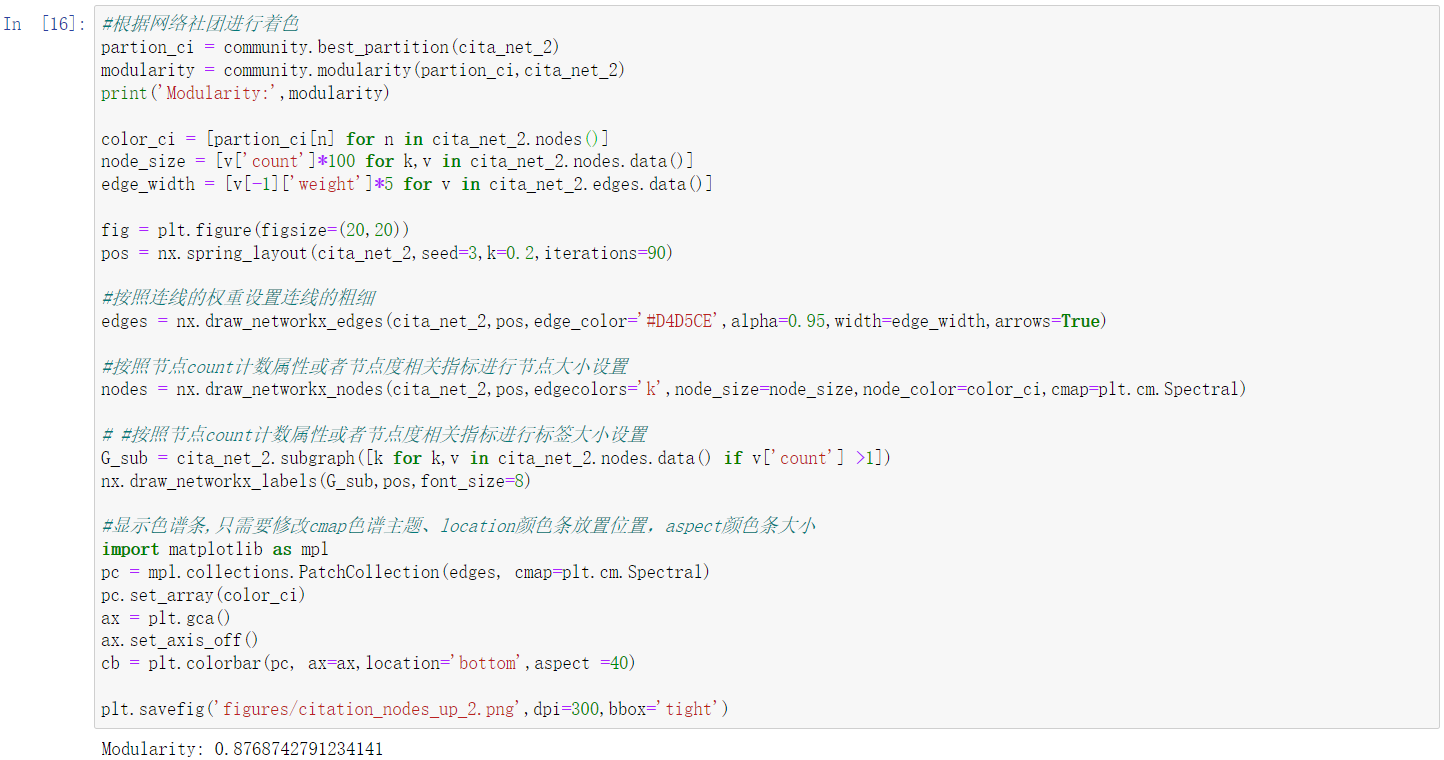 In [16]: #根据网络社团进行着色
partion_ci = community.best_partition(cita_net_2)
modularity = community.modularity(partion_ci,cita_net_2)
print('Modularity:',modularity)
color_ci = [partion_ci[n] for n in cita_net_2.nodes()]
node_size = [v['count']*100 for k,v in cita_net_2.nodes.data()]
edge_width = [v[-1]['weight']*5 for v in cita_net_2.edges.data()]
fig = plt.figure(figsize=(20,20))
pos = nx.spring_layout(cita_net_2,seed=3,k=0.2,iterations=90)
#按照连线的权重设置连线的粗细
edges = nx.draw_networkx_edges(cita_net_2,pos,edge_color='#D4D5CE',alpha=0.95,width=edge_width,arrows=True)
#按照节点count计数属性或者节点度相关指标进行节点大小设置
nodes = nx.draw_networkx_nodes(cita_net_2,pos,edgecolors='k',node_size=node_size,node_color=color_ci,cmap=plt.cm.Spectral)
# #按照节点count计数属性或者节点度相关指标进行标签大小设置
G_sub = cita_net_2.subgraph([k for k,v in cita_net_2.nodes.data() if v['count'] >1])
nx.draw_networkx_labels(G_sub,pos,font_size=8)
#显示色谱条,只需要修改cmap色谱主题、location颜色条放置位置，aspect颜色条大小
import matplotlib as mpl
pc = mpl.collections.PatchCollection(edges, cmap=plt.cm.Spectral)
pc.set_array(color_ci)
ax = plt.gca()
ax.set_axis_off()
cb = plt.colorbar(pc, ax=ax,location='bottom',aspect =40)
plt.savefig('figures/citation_nodes_up_2.png',dpi=300,bbox='tight')
Modularity: 0.8768742791234141